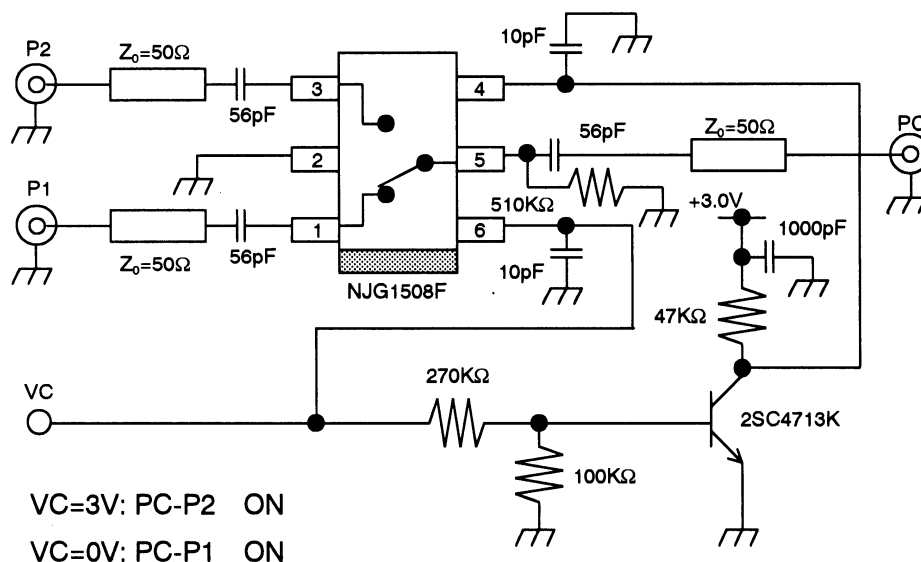 P2
Z₀=50Ω
56pF
3
10pF
4
2
5
56pF
Z₀=50Ω
PC
P1
Z₀=50Ω
56pF
1
6
510KΩ
10pF
NJG1508F
+3.0V
1000pF
47KΩ
VC
270KΩ
100KΩ
2SC4713K
VC=3V: PC-P2 ON
VC=0V: PC-P1 ON